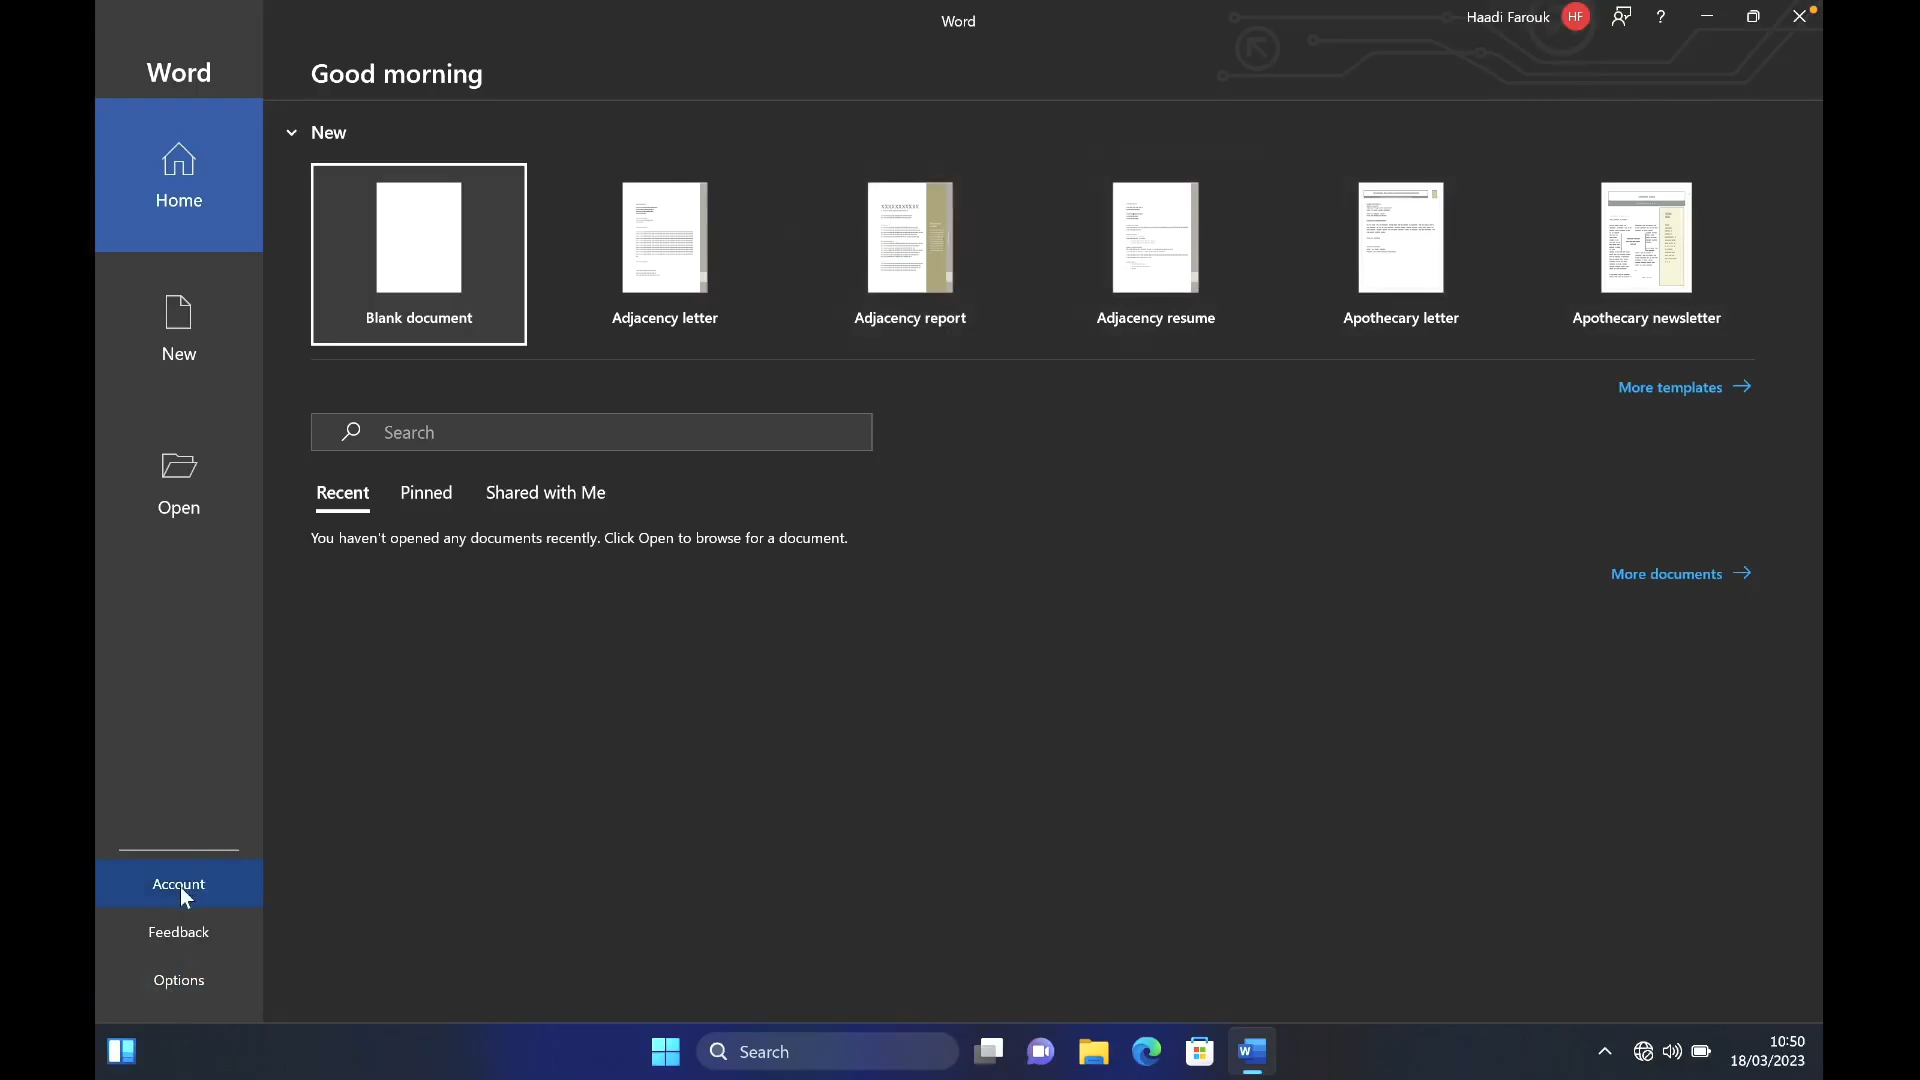 Word
Haadi Farouk
HF
?
Word
Good morning
Home
New
Open
New
Blank document
Adjacency letter
Adjacency report
Adjacency resume
Apothecary letter
Apothecary newsletter
More templates
Search
Recent
Pinned
Shared with Me
You haven't opened any documents recently. Click Open to browse for a document.
More documents
Account
Feedback
Options
Search
W
10:50
18/03/2023